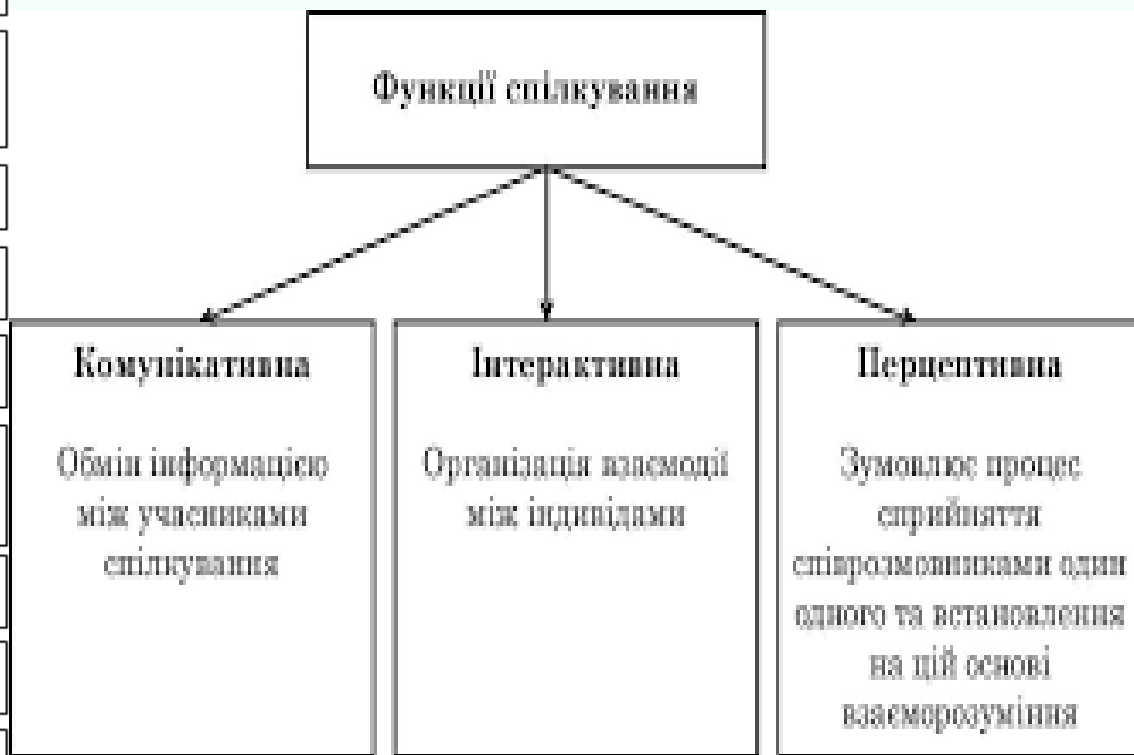 Функції спілкування
Комунікативна
Обмін інформацією
між учасниками
спілкування
Інтерактивна
Організація взаємодії
між індивідами
Перцептивна
Зумовлює процес
сприйняття
співрозмовниками один
одного та встановлення
на цій основі
взаєморозуміння